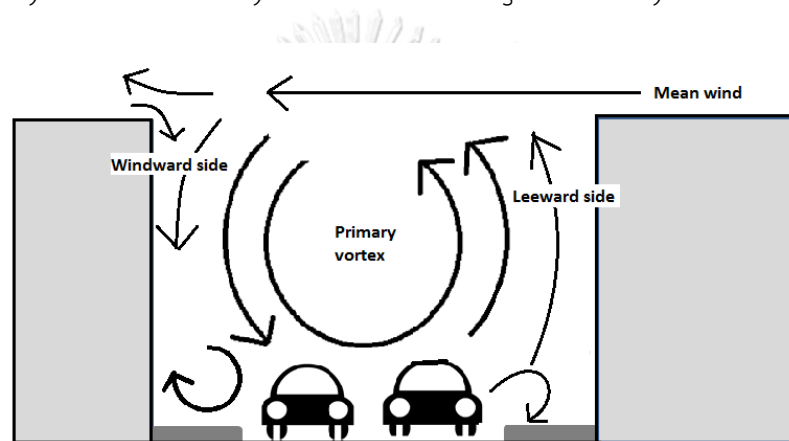 Mean wind
Windward side
Leeward side
Primary
vortex